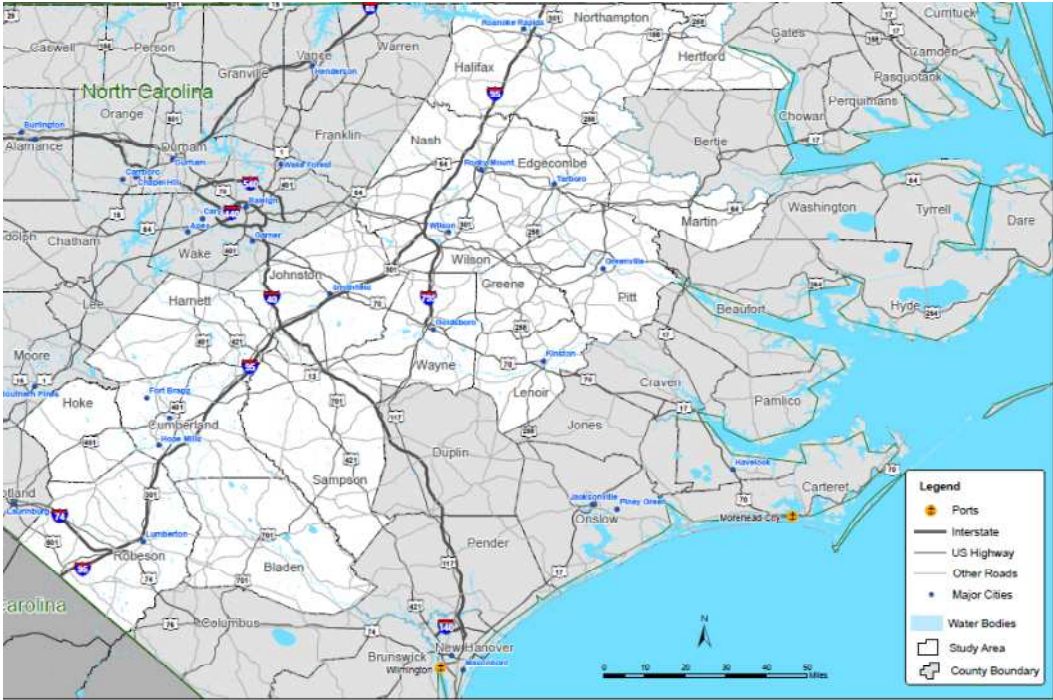 Roanoke Rapids
Northampton
Currituck
Gates
Camden
Caswell
Person
Vance
Warren
Hertford
Granville
Henderson
Halifax
Pasquotank
North Carolina
Perquimans
Orange
Chowan
Burlington
Franklin
Nash
Alamance
Durham
Bertie
Durham
Wake Forest
Rocky Mount
Edgecombe
Carrboro
Chapel Hill
Tarboro
Raleigh
Washington
Tyrrell
Cary
Martin
Dare
Apex
Wilson
Garner
Chatham
Wake
Wilson
Greenville
Johnston
Greene
Pitt
Smithfield
Harnett
Lee
Beaufort
Hyde
Goldsboro
Moore
Wayne
Kinston
Southern Pines
Fort Bragg
Hoke
Lenoir
Craven
Pamlico
Cumberland
Jones
Hope Mills
Duplin
Havelock
Sampson
Carteret
Jacksonville
Piney Green
Laurinburg
Onslow
Morehead City
Lumberton
Pender
Robeson
Bladen
Columbus
New Hanover
Brunswick
Wilmington
Legend
Ports
Interstate
US Highway
Other Roads
Major Cities
Water Bodies
Study Area
County Boundary
N
0 10 20 30 40 50
Miles